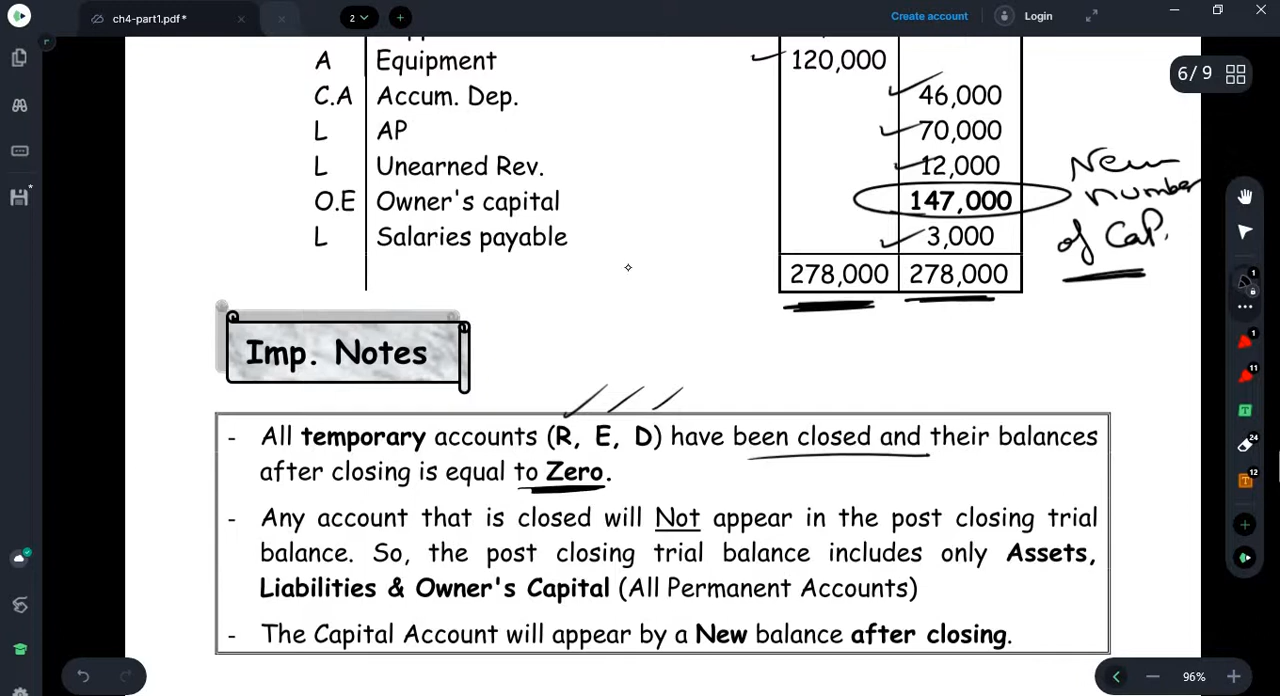 ch4-part1.pdf*
2
Create account
Login
6/ 9
A Equipment 120,000
C.A Accum. Dep. 46,000
L AP 70,000
L Unearned Rev. 12,000
O.E Owner's capital 147,000
L Salaries payable 3,000
278,000 278,000
New
number
of Cap.
Imp. Notes
- All temporary accounts (R, E, D) have been closed and their balances
after closing is equal to Zero.
- Any account that is closed will Not appear in the post closing trial
balance. So, the post closing trial balance includes only Assets,
Liabilities & Owner's Capital (All Permanent Accounts)
- The Capital Account will appear by a New balance after closing.
1
1
11
24
12
96%